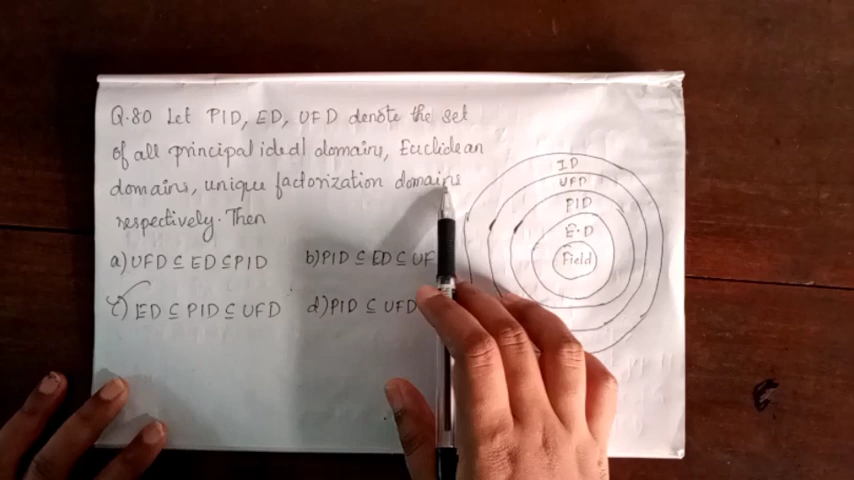 Q.80 Let PID, ED, UFD denote the set
of all principal ideal domains, Euclidean
domains, unique factorization domains
respectively. Then
a) UFD ⊆ ED ⊆ PID
b) PID ⊆ ED ⊆ UF
c) ED ⊆ PID ⊆ UFD
d) PID ⊆ UFD
ID
UFD
PID
E.D
Field